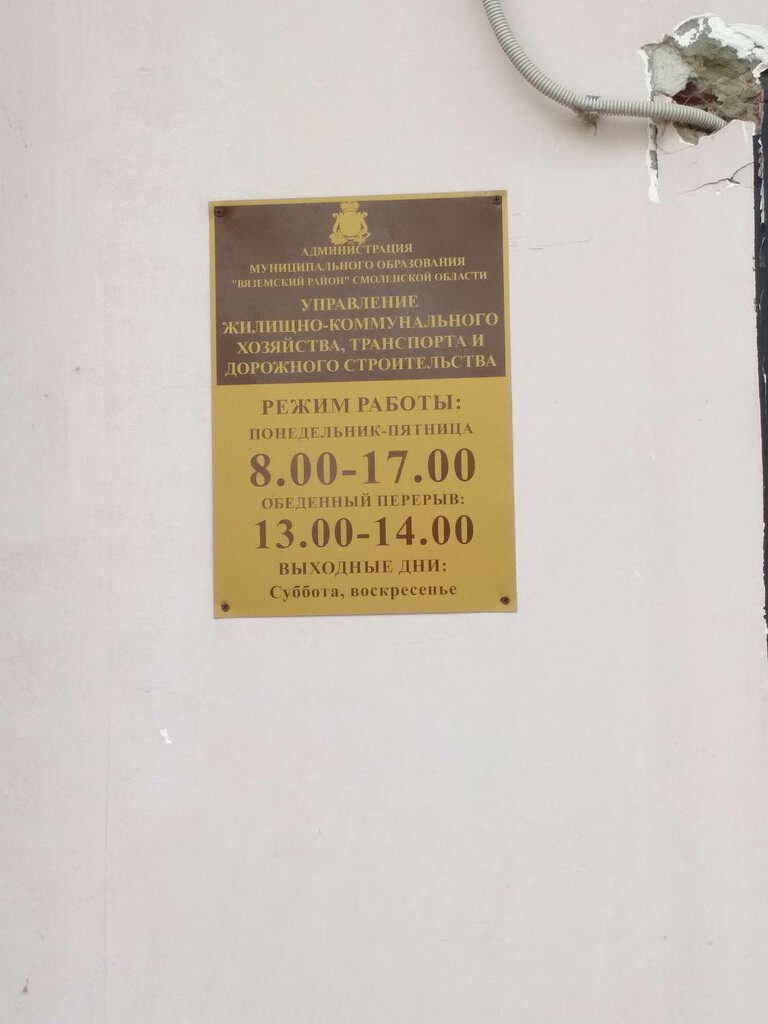 АДМИНИСТРАЦИЯ
МУНИЦИПАЛЬНОГО ОБРАЗОВАНИЯ
"ВЯЗЕМСКИЙ РАЙОН" СМОЛЕНСКОЙ ОБЛАСТИ
УПРАВЛЕНИЕ
ЖИЛИЩНО-КОММУНАЛЬНОГО
ХОЗЯЙСТВА, ТРАНСПОРТА И
ДОРОЖНОГО СТРОИТЕЛЬСТВА
РЕЖИМ РАБОТЫ:
ПОНЕДЕЛЬНИК-ПЯТНИЦА
8.00-17.00
ОБЕДЕННЫЙ ПЕРЕРЫВ:
13.00-14.00
ВЫХОДНЫЕ ДНИ:
Суббота, воскресенье